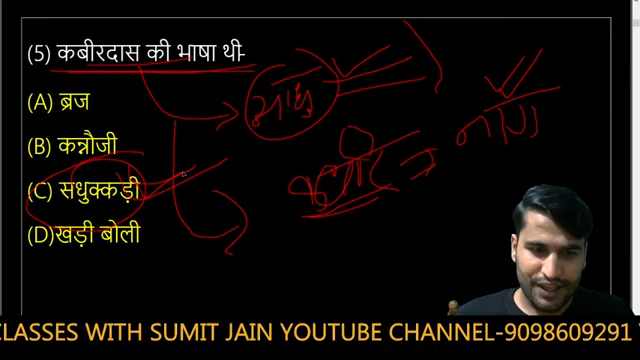 (5) कबीरदास की भाषा थी-
(A) ब्रज
(B) कन्नौजी
(C) सधुक्कड़ी
(D)खड़ी बोली
साधु
कबीर =
CLASSES WITH SUMIT JAIN YOUTUBE CHANNEL-9098609291